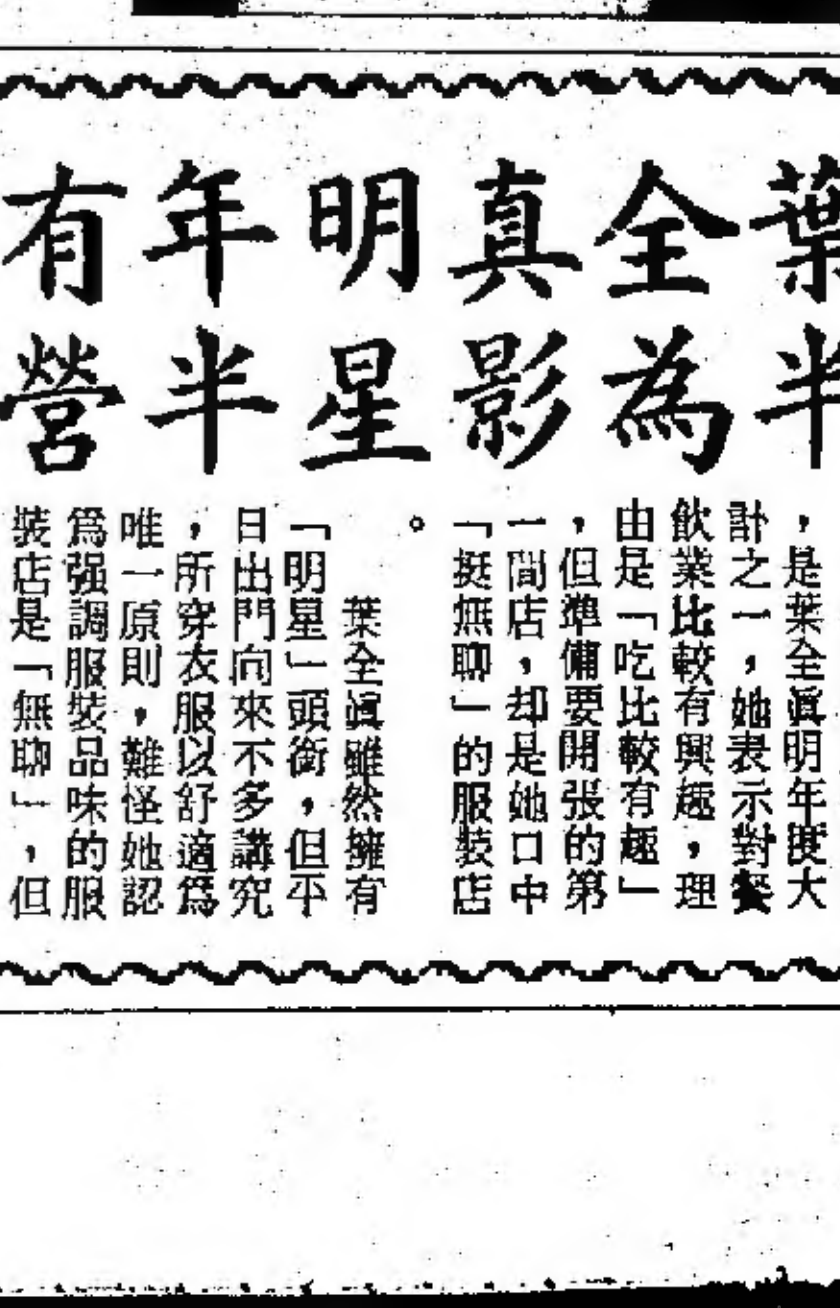 葉全真明年有
半為影星半營
，是葉全眞明年度大
計之一，她表示對餐
飲業比較有興趣，理
由是「吃比較有趣」
，但準備要開張的第
一間店，却是她口中
「挺無聊」的服裝店
。
葉全眞雖然擁有
「明星」頭銜，但平
日出門向來不多講究
，所穿衣服以舒適爲
唯一原則，難怪她認
爲强調服裝品味的服
裝店是「無聊」，但